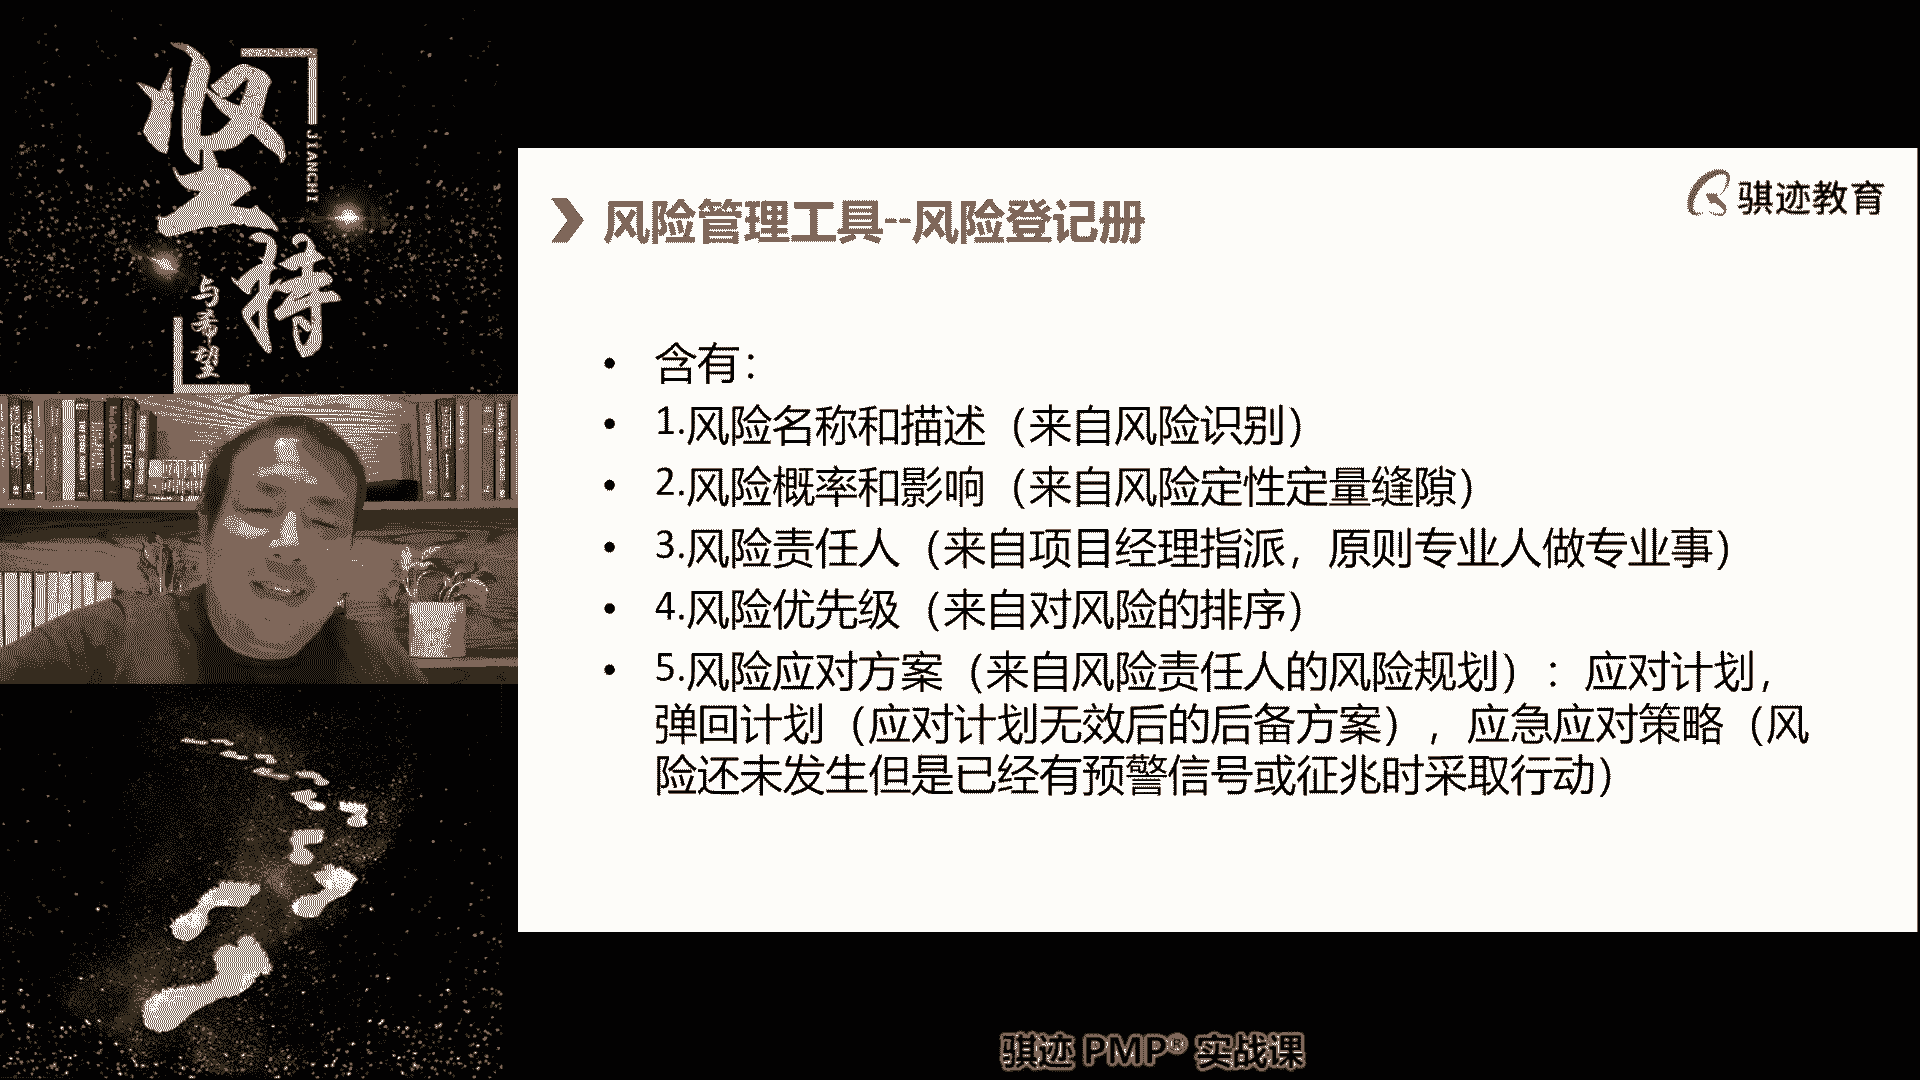 坚持
JIANCHI
与希望
骐迹教育
风险管理工具--风险登记册
• 含有：
• 1.风险名称和描述（来自风险识别）
• 2.风险概率和影响（来自风险定性定量缝隙）
• 3.风险责任人（来自项目经理指派，原则专业人做专业事）
• 4.风险优先级（来自对风险的排序）
• 5.风险应对方案（来自风险责任人的风险规划）：应对计划，
弹回计划（应对计划无效后的后备方案），应急应对策略（风
险还未发生但是已经有预警信号或征兆时采取行动）
骐迹 PMP® 实战课